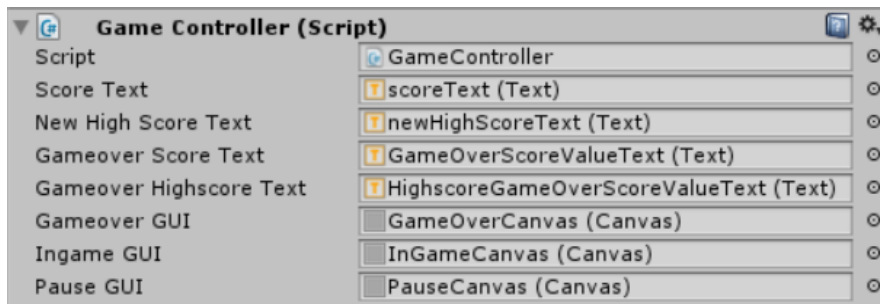 Game Controller (Script)
Script GameController
Score Text scoreText (Text)
New High Score Text newHighScoreText (Text)
Gameover Score Text GameOverScoreValueText (Text)
Gameover Highscore Text HighscoreGameOverScoreValueText (Text)
Gameover GUI GameOverCanvas (Canvas)
Ingame GUI InGameCanvas (Canvas)
Pause GUI PauseCanvas (Canvas)